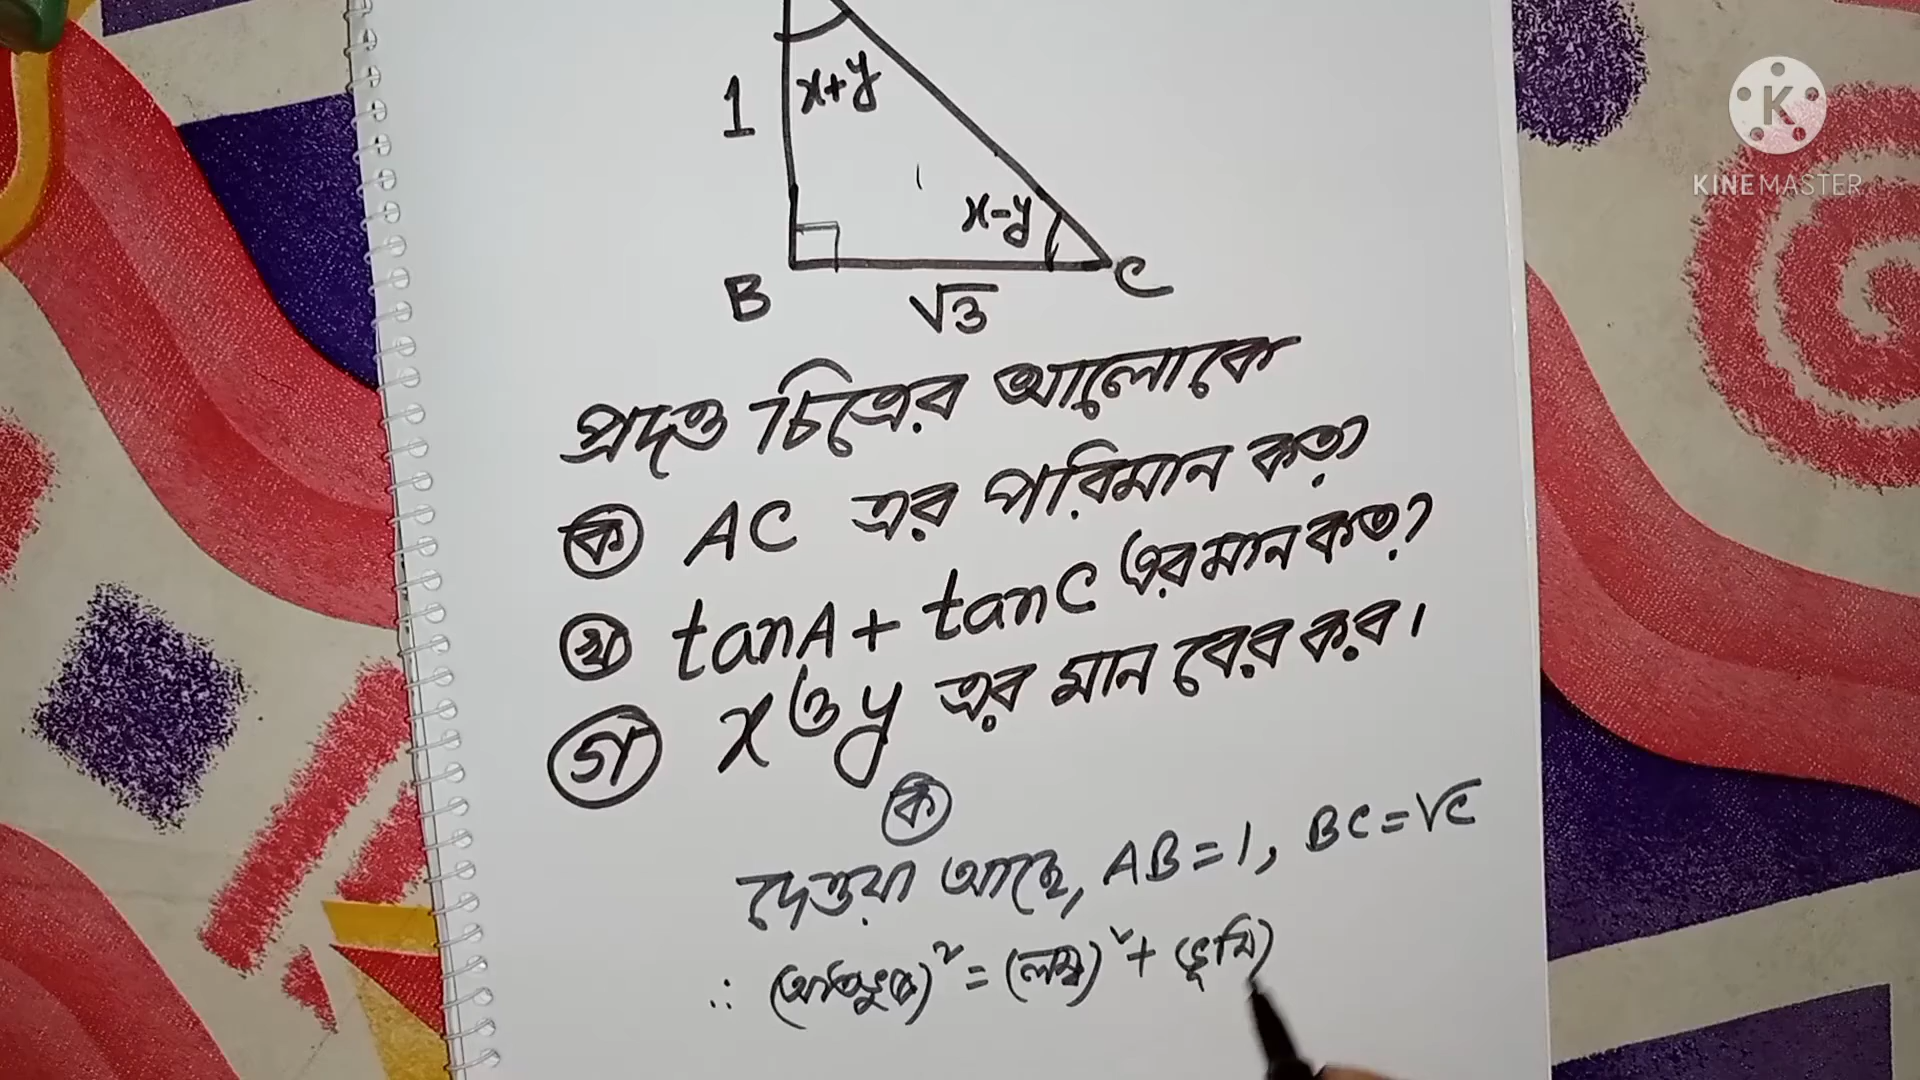 1
x+y
x-y
B
C
√3
প্রদত্ত চিত্রের আলোকে
ক AC এর পরিমান কত?
খ tanA + tanC এর মান কত?
গ x ও y এর মান বের কর।
ক
দেওয়া আছে, AB=1, BC=√C
∴ (অতিভুজ)² = (লম্ব)² + (ভূমি)
K
KINEMASTER